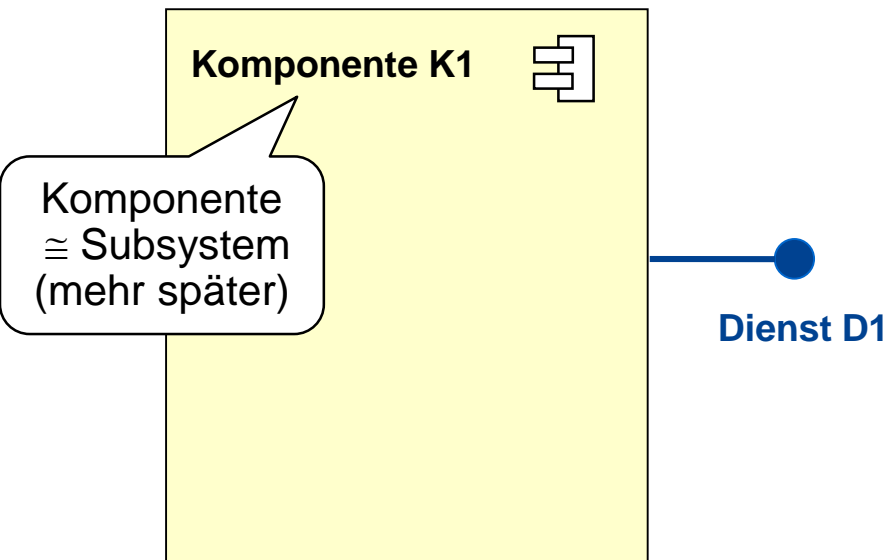 Komponente K1
Komponente
≅ Subsystem
(mehr später)
Dienst D1